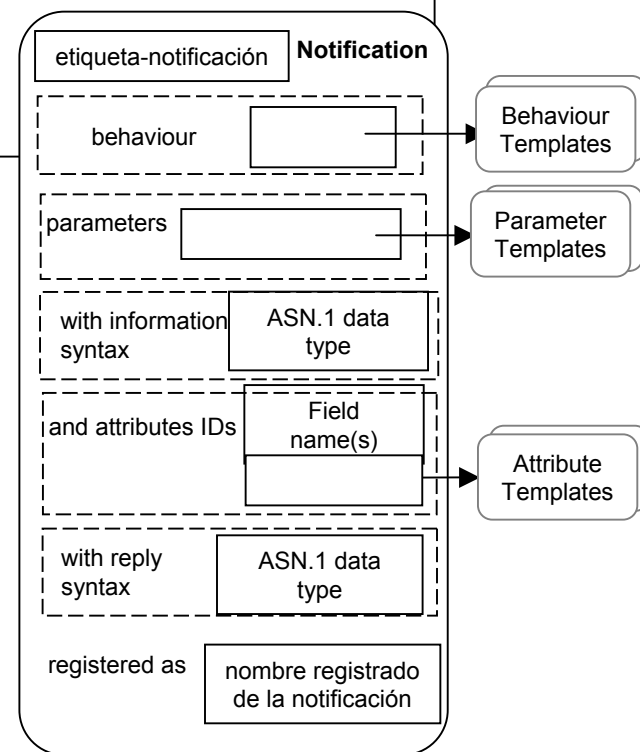 etiqueta-notificación
Notification
behaviour
Behaviour
Templates
parameters
Parameter
Templates
with information
syntax
ASN.1 data
type
and attributes IDs
Field
name(s)
Attribute
Templates
with reply
syntax
ASN.1 data
type
registered as
nombre registrado
de la notificación